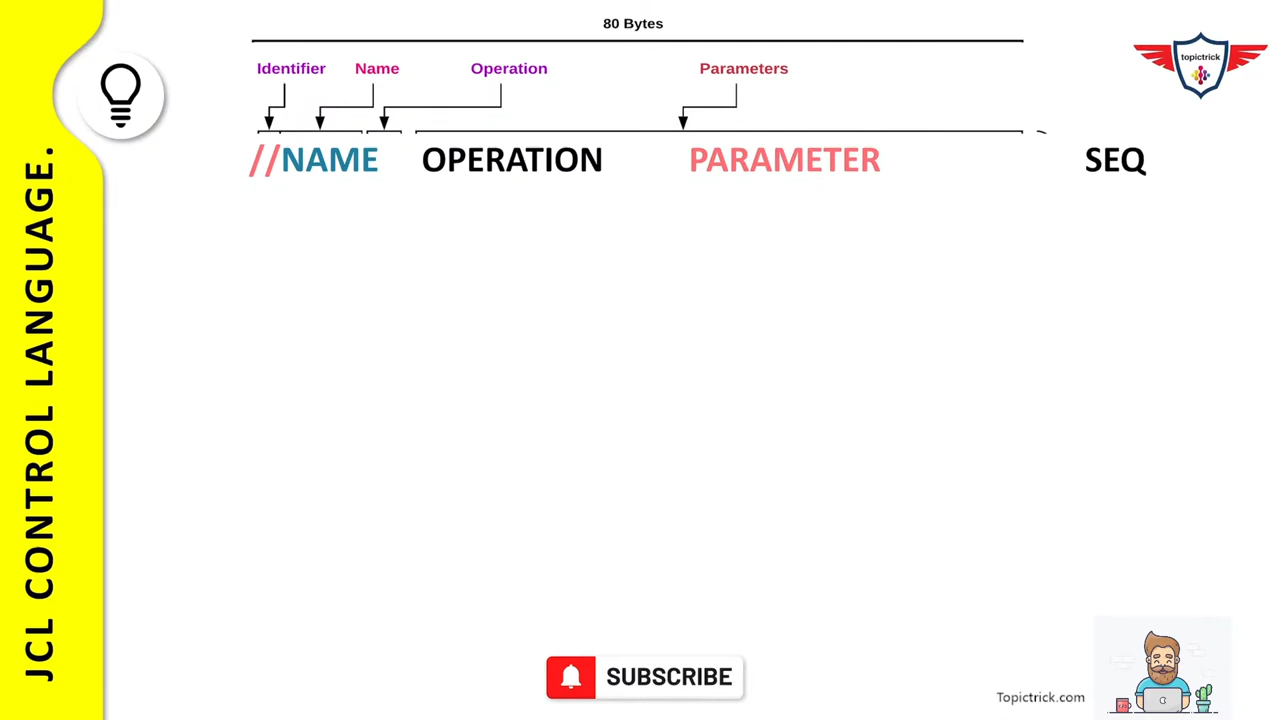 80 Bytes
Identifier Name Operation Parameters
//NAME OPERATION PARAMETER SEQ
JCL CONTROL LANGUAGE.
topictrick
SUBSCRIBE
Topictrick.com